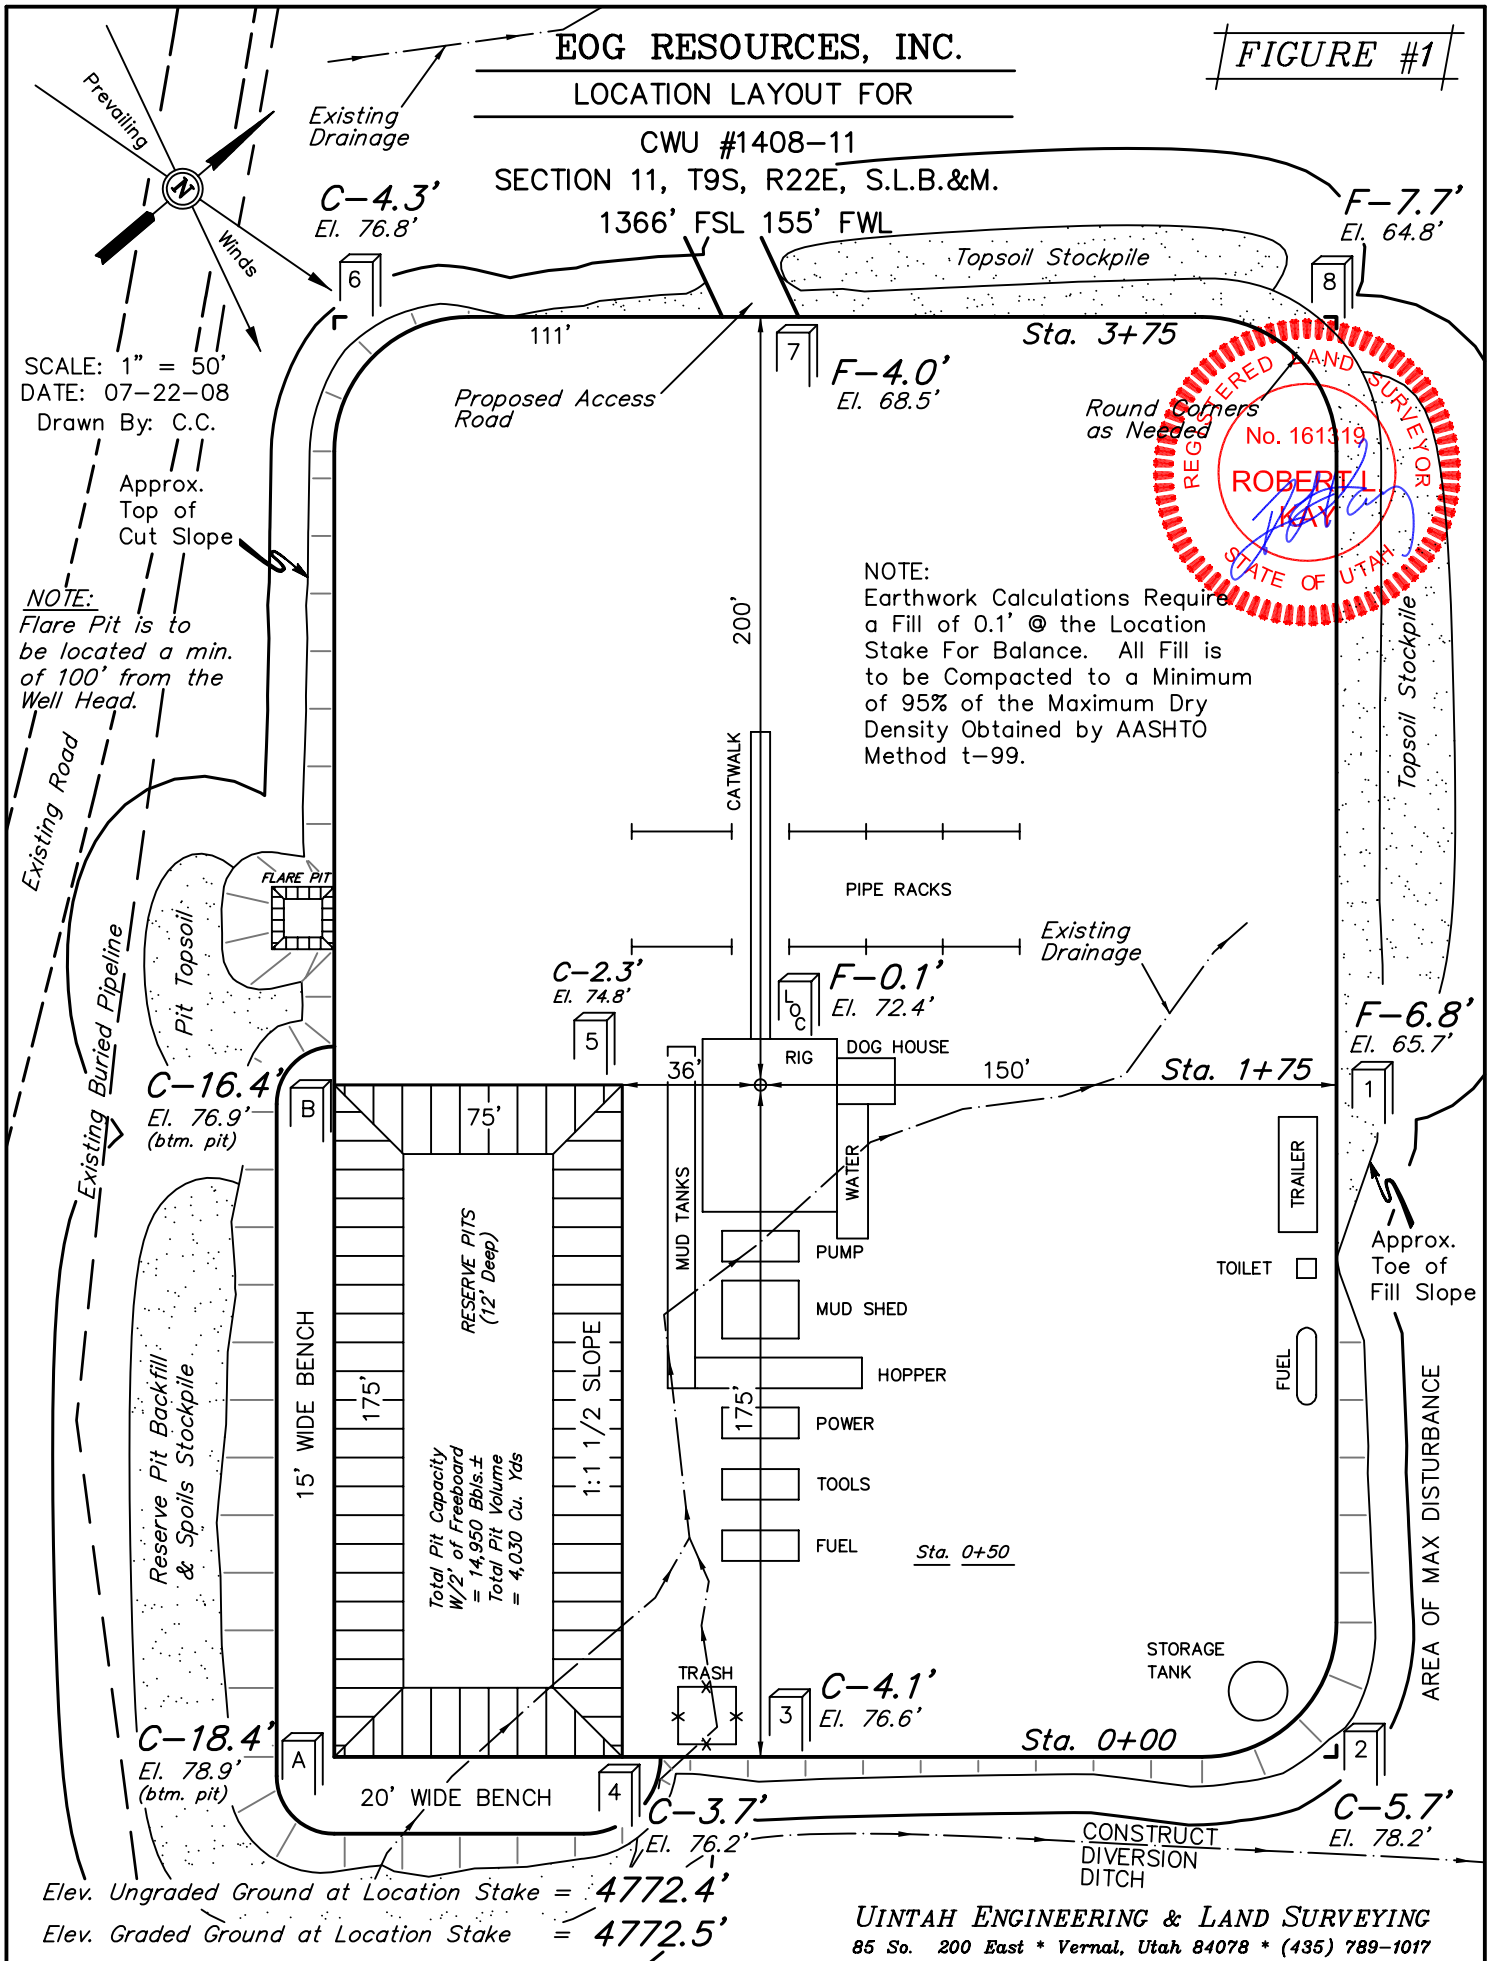 EOG RESOURCES, INC.
LOCATION LAYOUT FOR
CWU #1408-11
SECTION 11, T9S, R22E, S.L.B.&M.
1366' FSL 155' FWL
FIGURE #1
Prevailing
N
Winds
Existing
Drainage
C-4.3'
El. 76.8'
6
F-7.7'
El. 64.8'
8
Topsoil Stockpile
SCALE: 1" = 50'
DATE: 07-22-08
Drawn By: C.C.
111'
Sta. 3+75
7
F-4.0'
El. 68.5'
Proposed Access
Road
Round Corners
as Needed
REGISTERED LAND SURVEYOR
No. 161319
ROBERT L.
KAY
STATE OF UTAH
Approx.
Top of
Cut Slope
NOTE:
Flare Pit is to
be located a min.
of 100' from the
Well Head.
NOTE:
Earthwork Calculations Require
a Fill of 0.1' @ the Location
Stake For Balance. All Fill is
to be Compacted to a Minimum
of 95% of the Maximum Dry
Density Obtained by AASHTO
Method t-99.
200'
Topsoil Stockpile
Existing Road
CATWALK
PIPE RACKS
FLARE PIT
Pit Topsoil
Existing Buried Pipeline
Existing
Drainage
C-2.3'
El. 74.8'
5
LOC
F-0.1'
El. 72.4'
F-6.8'
El. 65.7'
1
C-16.4'
El. 76.9'
(btm. pit)
B
75'
36'
RIG
DOG HOUSE
150'
Sta. 1+75
MUD TANKS
WATER
TRAILER
RESERVE PITS
(12' Deep)
PUMP
TOILET
Approx.
Toe of
Fill Slope
MUD SHED
15' WIDE BENCH
175'
1:1 1/2 SLOPE
HOPPER
175'
FUEL
Reserve Pit Backfill
& Spoils Stockpile
POWER
Total Pit Capacity
W/2' of Freeboard
= 14,950 Bbls.±
Total Pit Volume
= 4,030 Cu. Yds
TOOLS
FUEL
Sta. 0+50
AREA OF MAX DISTURBANCE
STORAGE
TANK
TRASH
C-4.1'
El. 76.6'
3
C-18.4'
El. 78.9'
(btm. pit)
A
Sta. 0+00
2
20' WIDE BENCH
4
C-3.7'
El. 76.2'
C-5.7'
El. 78.2'
CONSTRUCT
DIVERSION
DITCH
Elev. Ungraded Ground at Location Stake = 4772.4'
Elev. Graded Ground at Location Stake = 4772.5'
UINTAH ENGINEERING & LAND SURVEYING
85 So. 200 East * Vernal, Utah 84078 * (435) 789-1017